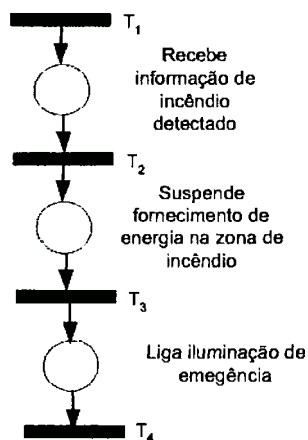 T1
Recebe
informação de
incêndio
detectado
T2
Suspende
fornecimento de
energia na zona de
incêndio
T3
Liga iluminação de
emegência
T4